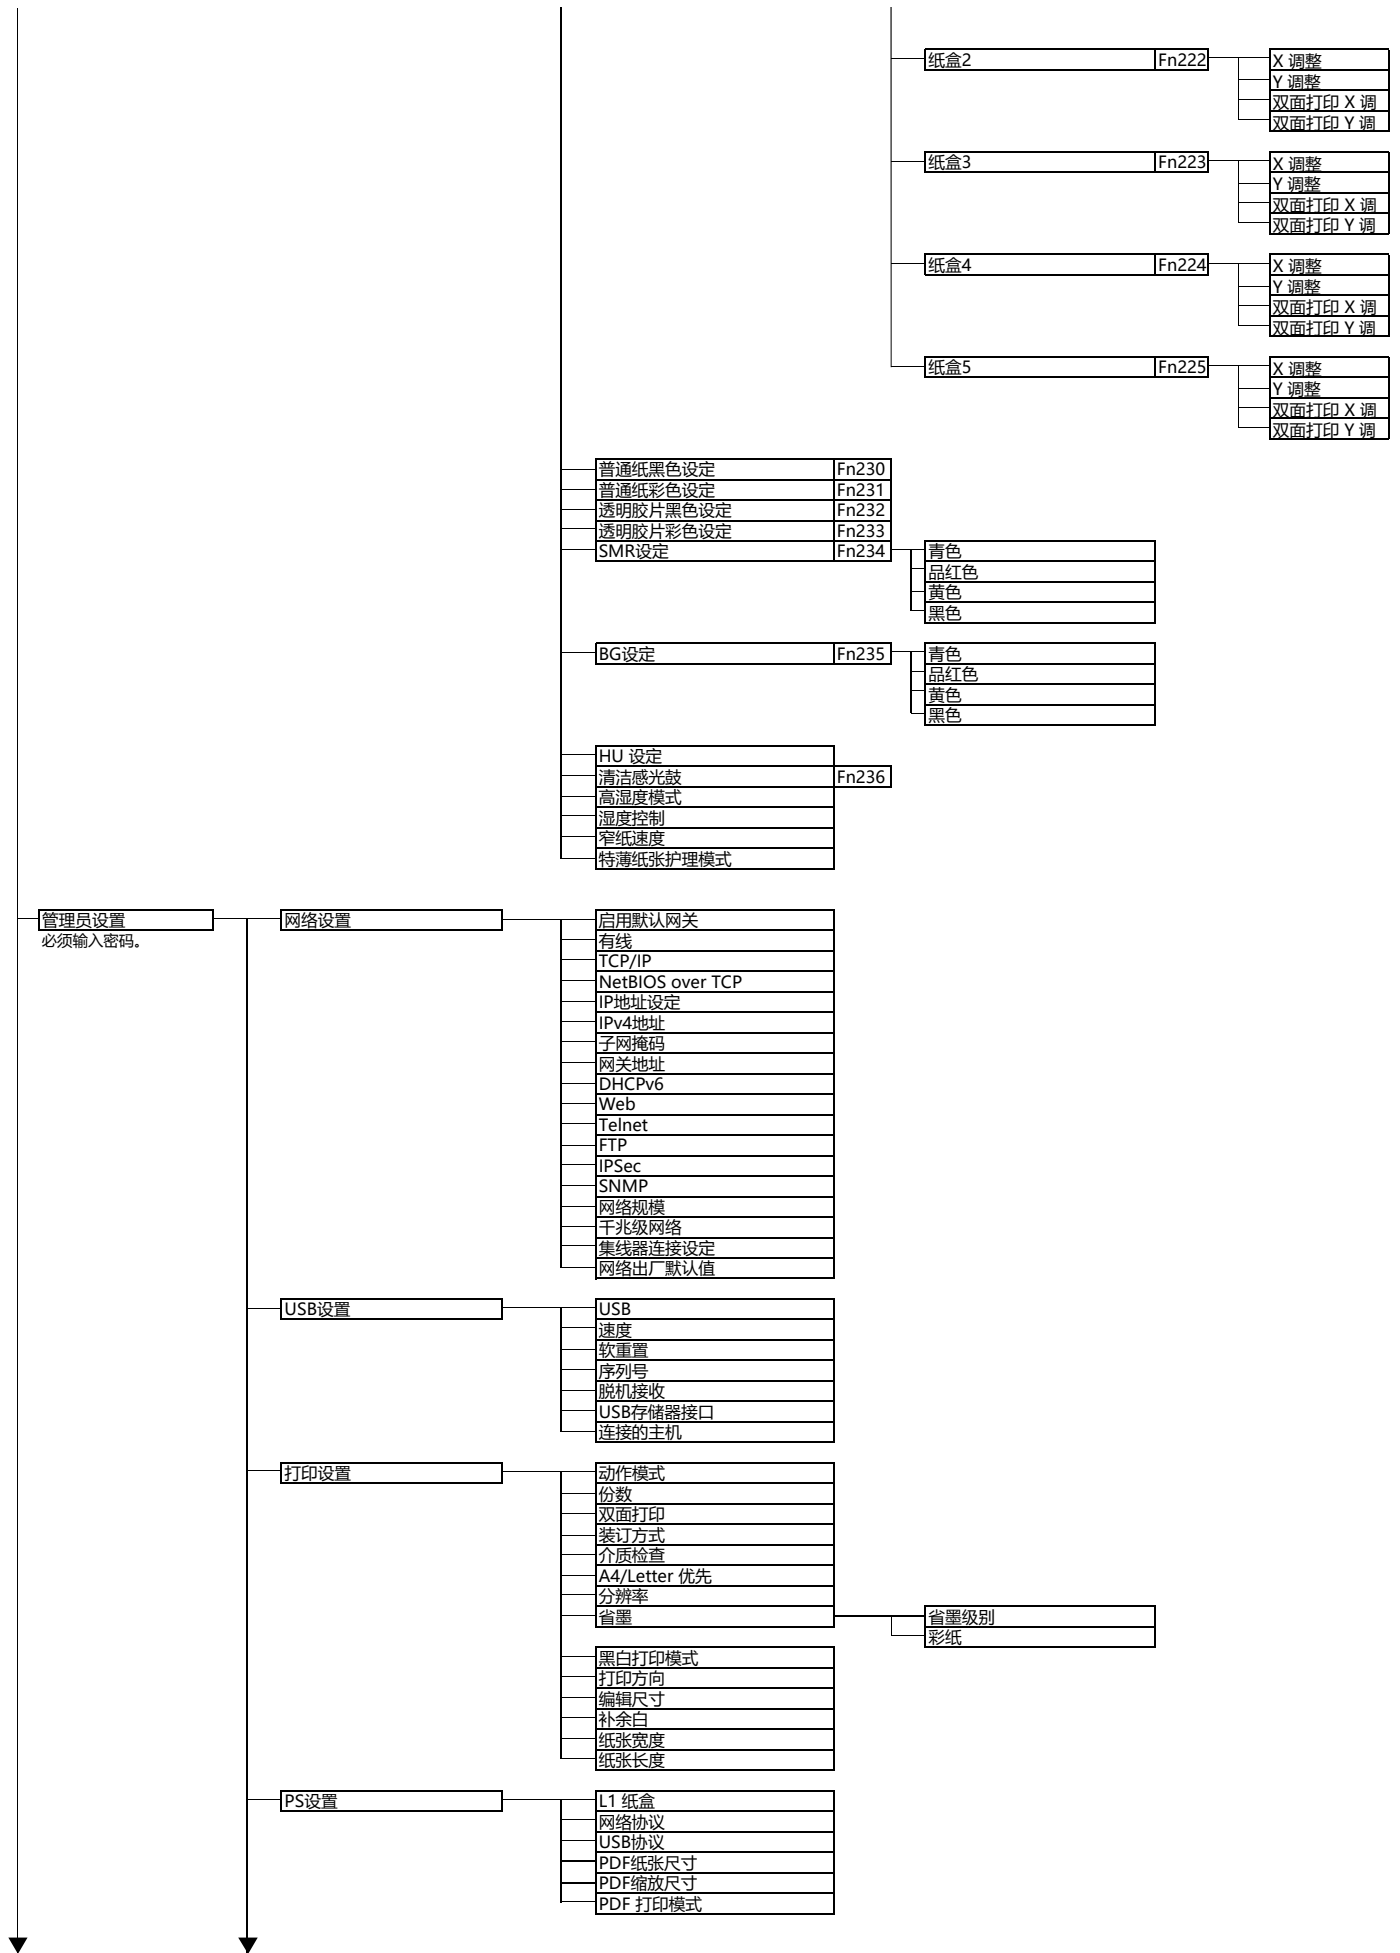 纸盒2 Fn222 X 调整
Y 调整
双面打印 X 调
双面打印 Y 调
纸盒3 Fn223 X 调整
Y 调整
双面打印 X 调
双面打印 Y 调
纸盒4 Fn224 X 调整
Y 调整
双面打印 X 调
双面打印 Y 调
纸盒5 Fn225 X 调整
Y 调整
双面打印 X 调
双面打印 Y 调
普通纸黑色设定 Fn230
普通纸彩色设定 Fn231
透明胶片黑色设定 Fn232
透明胶片彩色设定 Fn233
SMR设定 Fn234 青色
品红色
黄色
黑色
BG设定 Fn235 青色
品红色
黄色
黑色
HU 设定
清洁感光鼓 Fn236
高湿度模式
湿度控制
窄纸速度
特薄纸张护理模式
管理员设置 网络设置 启用默认网关
必须输入密码。 有线
TCP/IP
NetBIOS over TCP
IP地址设定
IPv4地址
子网掩码
网关地址
DHCPv6
Web
Telnet
FTP
IPSec
SNMP
网络规模
千兆级网络
集线器连接设定
网络出厂默认值
USB设置 USB
速度
软重置
序列号
脱机接收
USB存储器接口
连接的主机
打印设置 动作模式
份数
双面打印
装订方式
介质检查
A4/Letter 优先
分辨率
省墨 省墨级别
彩纸
黑白打印模式
打印方向
编辑尺寸
补余白
纸张宽度
纸张长度
PS设置 L1 纸盒
网络协议
USB协议
PDF纸张尺寸
PDF缩放尺寸
PDF 打印模式